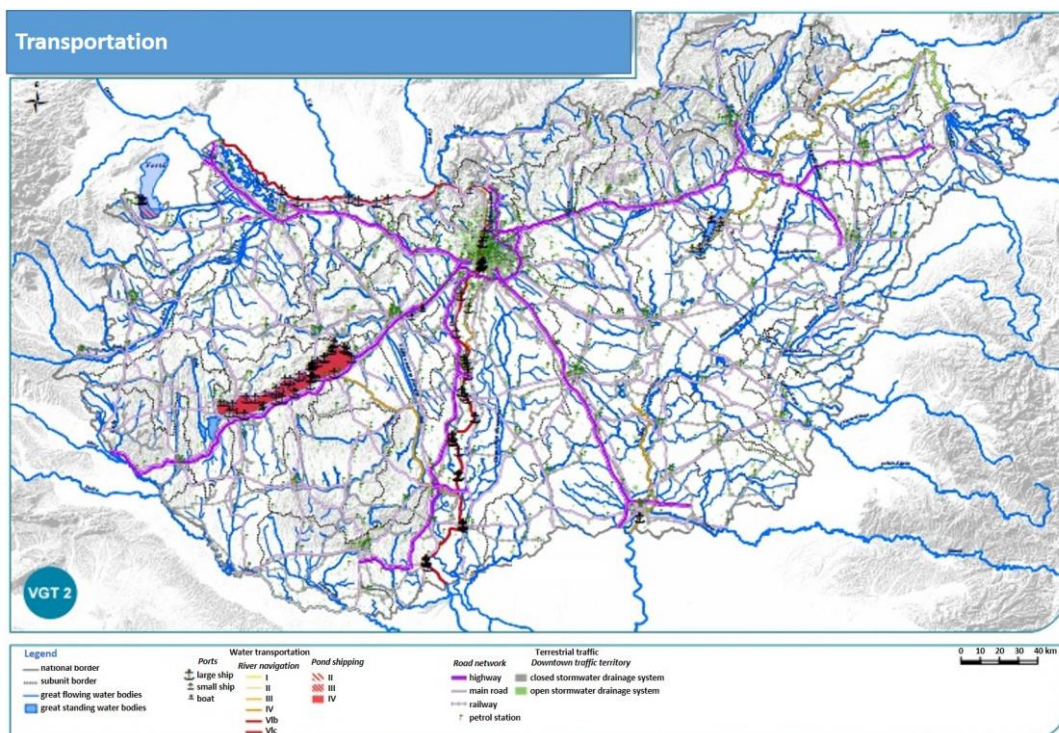 Transportation
VGT 2
Legend
national border
subunit border
great flowing water bodies
great standing water bodies
Water transportation
Ports
large ship
small ship
boat
River navigation
I
II
III
IV
VIb
VIc
Pond shipping
II
III
IV
Terrestrial traffic
Road network
highway
main road
railway
petrol station
Downtown traffic territory
closed stormwater drainage system
open stormwater drainage system
0 10 20 30 40 km